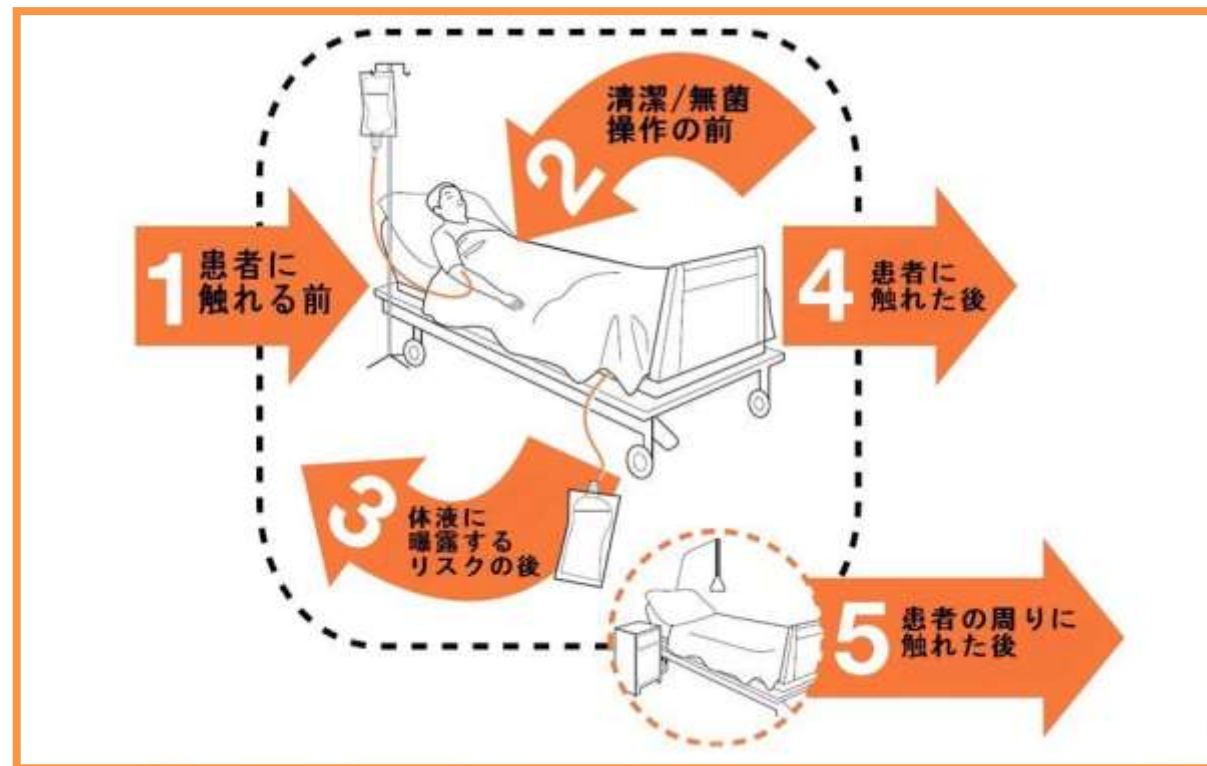 1
患者に
触れる前
2
清潔/無菌
操作の前
3
体液に
曝露する
リスクの後
4
患者に
触れた後
5
患者の周りに
触れた後